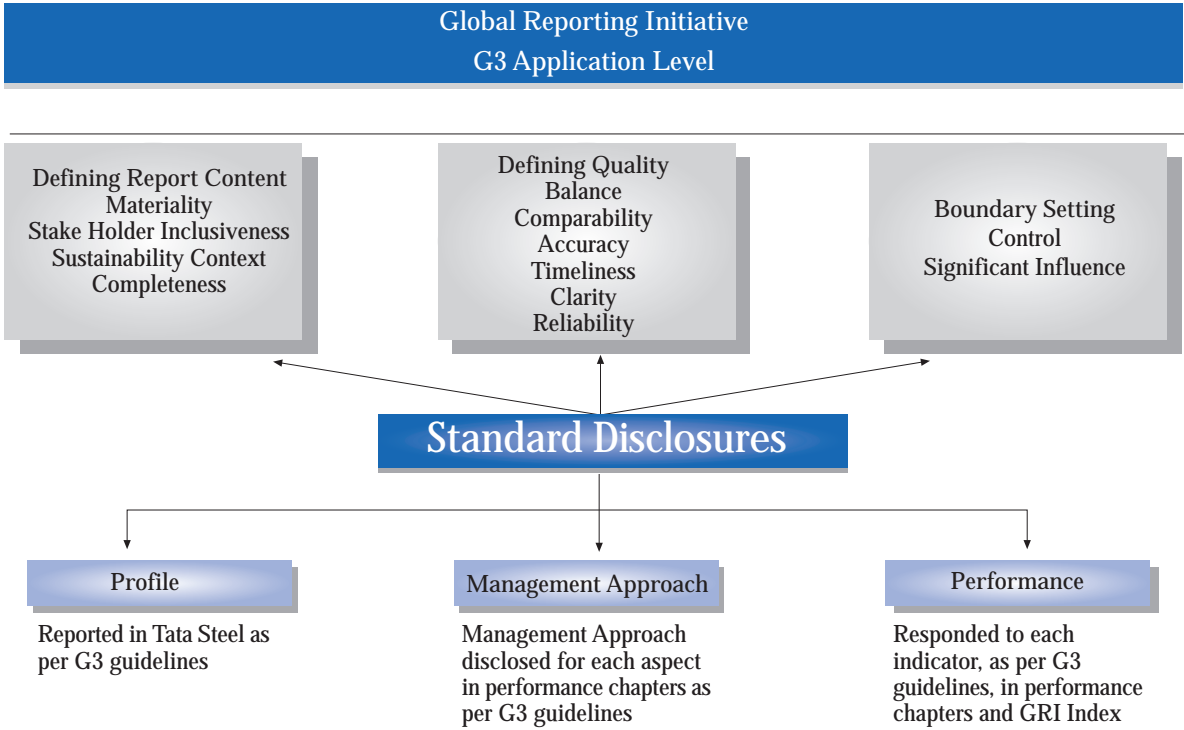 Global Reporting Initiative
G3 Application Level
Defining Report Content
Materiality
Stake Holder Inclusiveness
Sustainability Context
Completeness
Defining Quality
Balance
Comparability
Accuracy
Timeliness
Clarity
Reliability
Boundary Setting
Control
Significant Influence
Standard Disclosures
Profile
Reported in Tata Steel as
per G3 guidelines
Management Approach
Management Approach
disclosed for each aspect
in performance chapters as
per G3 guidelines
Performance
Responded to each
indicator, as per G3
guidelines, in performance
chapters and GRI Index